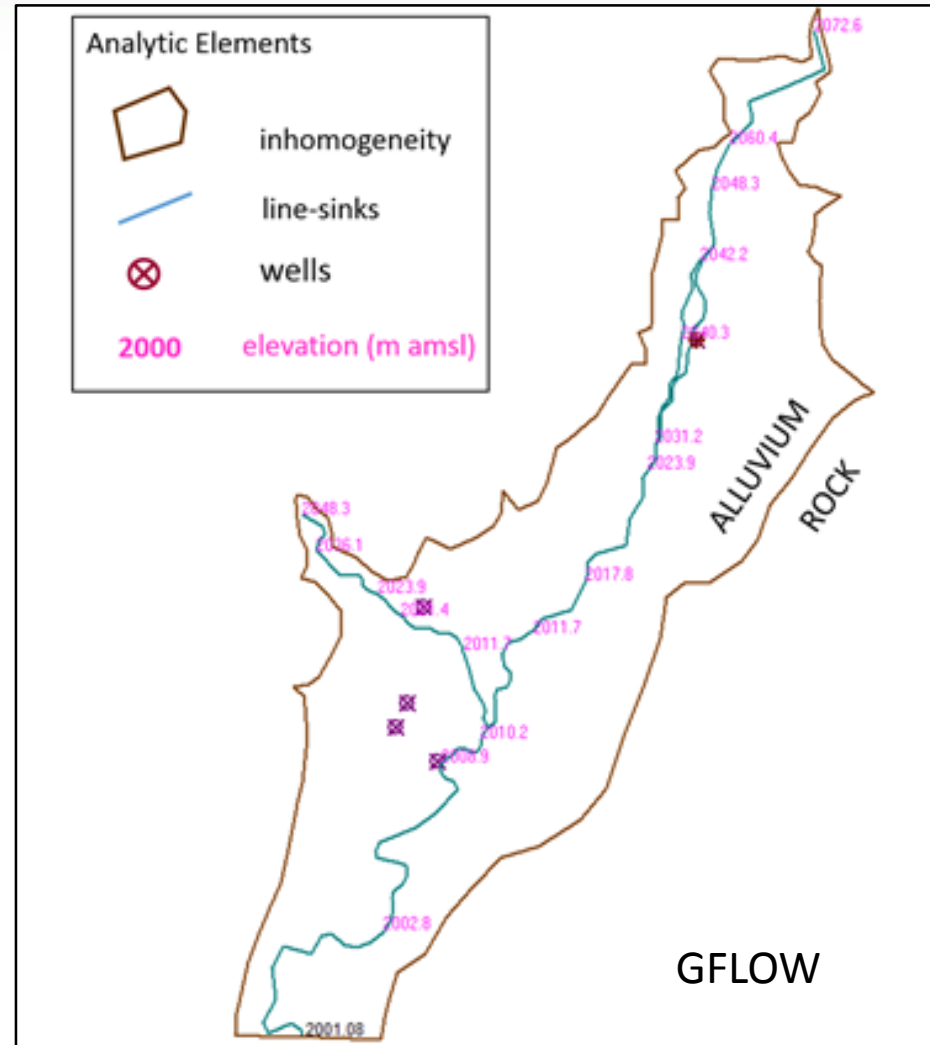 Analytic Elements
inhomogeneity
line-sinks
wells
2000 elevation (m amsl)
2072.6
2060.4
2048.3
2042.2
2031.2
2023.9
ALLUVIUM
ROCK
2048.3
2017.8
2023.9
2011.7
2011.7
2010.2
2002.8
GFLOW
2001.08